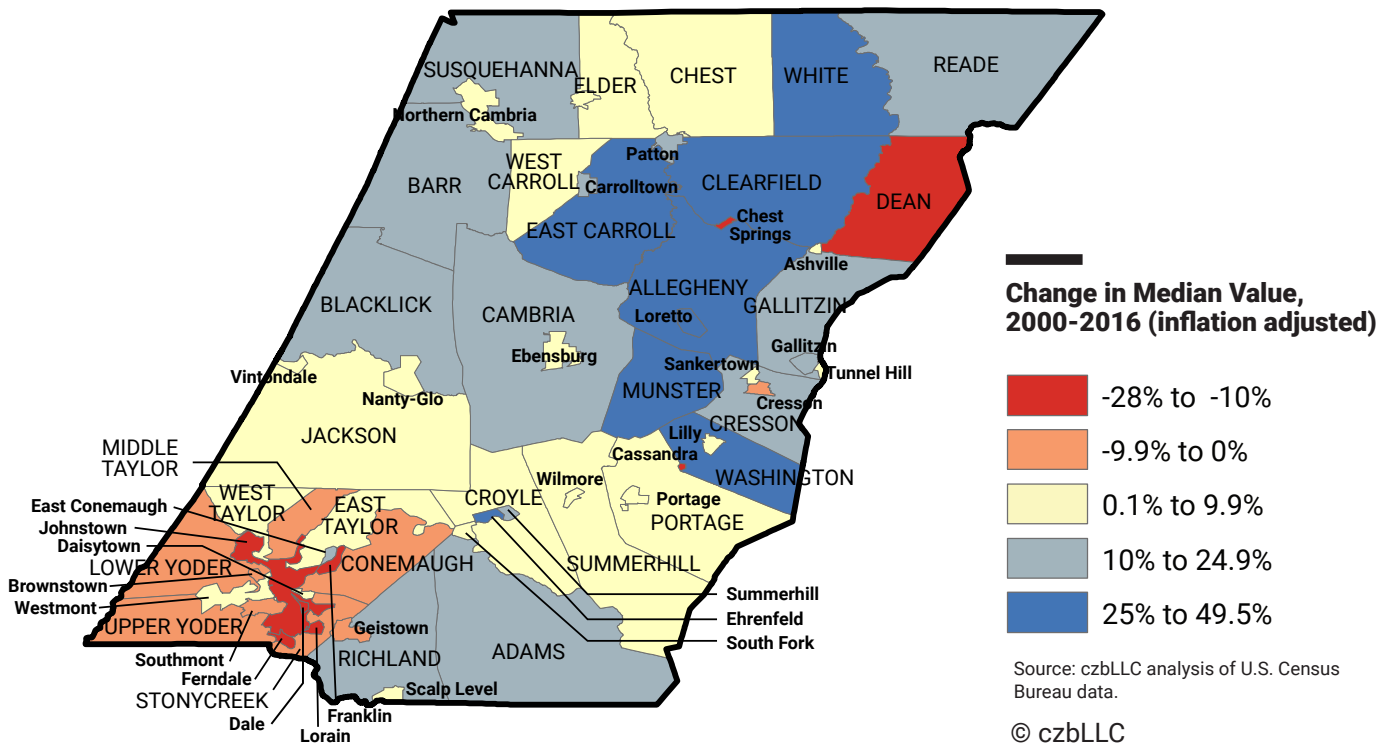 SUSQUEHANNA
ELDER
CHEST
WHITE
READE
Northern Cambria
Patton
WEST
CARROLL
BARR
Carrolltown
CLEARFIELD
DEAN
Chest
Springs
EAST CARROLL
Ashville
BLACKLICK
CAMBRIA
ALLEGHENY
GALLITZIN
Loretto
Gallitzin
Ebensburg
Sankertown
Tunnel Hill
Vintondale
Nanty-Glo
MUNSTER
Cresson
CRESSON
JACKSON
Lilly
Cassandra
WASHINGTON
MIDDLE
TAYLOR
Wilmore
WEST
TAYLOR
EAST
TAYLOR
CROYLE
Portage
PORTAGE
East Conemaugh
Johnstown
Daisytown
LOWER YODER
CONEMAUGH
SUMMERHILL
Brownstown
Westmont
Summerhill
Ehrenfeld
South Fork
UPPER YODER
Geistown
RICHLAND
ADAMS
Southmont
Ferndale
STONYCREEK
Scalp Level
Dale
Franklin
Lorain
Change in Median Value,
2000-2016 (inflation adjusted)
-28% to -10%
-9.9% to 0%
0.1% to 9.9%
10% to 24.9%
25% to 49.5%
Source: czbLLC analysis of U.S. Census
Bureau data.
© czbLLC